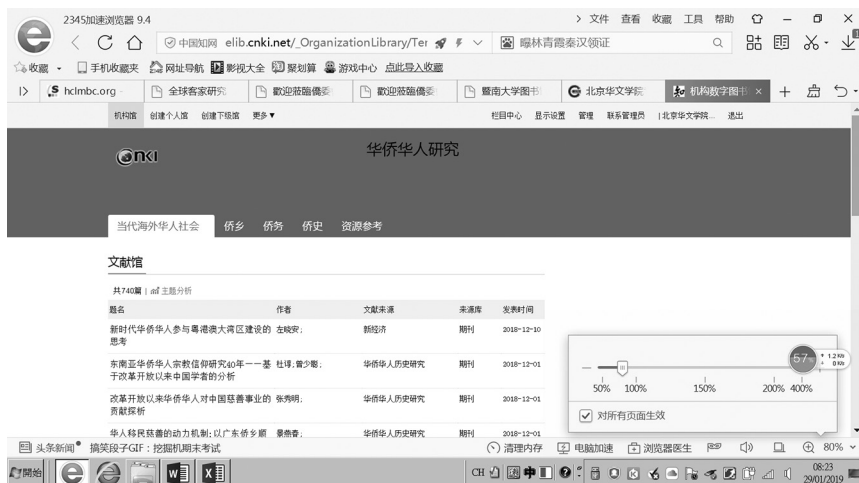 2345加速浏览器 9.4
文件 查看 收藏 工具 帮助
中国知网 elib.cnki.net/_OrganizationLibrary/Ter
曝林青霞秦汉领证
收藏 手机收藏夹 网址导航 影视大全 聚划算 游戏中心 点此导入收藏
hclmbc.org
全球客家研究
歡迎蒞臨僑委
歡迎蒞臨僑委
暨南大学图书
北京华文学院
机构数字图书
机构馆 创建个人馆 创建下级馆 更多▼
栏目中心 显示设置 管理 联系管理员 |北京华文学院... 退出
cnki
华侨华人研究
当代海外华人社会 侨乡 侨务 侨史 资源参考
文献馆
共740篇 | 主题分析
题名 作者 文献来源 来源库 发表时间
新时代华侨华人参与粤港澳大湾区建设的 左晓安; 新经济 期刊 2018-12-10
思考
东南亚华侨华人宗教信仰研究40年——基 杜谆;曾少聪; 华侨华人历史研究 期刊 2018-12-01
于改革开放以来中国学者的分析
改革开放以来华侨华人对中国慈善事业的 张秀明; 华侨华人历史研究 期刊 2018-12-01
贡献探析
华人移民慈善的动力机制:以广东侨乡顺 景燕春; 华侨华人历史研究 期刊 2018-12-01
57%
1.2 K/s
0 K/s
50% 100% 150% 200% 400%
对所有页面生效
头条新闻 搞笑段子GIF：挖掘机期末考试
清理内存 电脑加速 浏览器医生 80%
開始
CH 中
08:23
29/01/2019